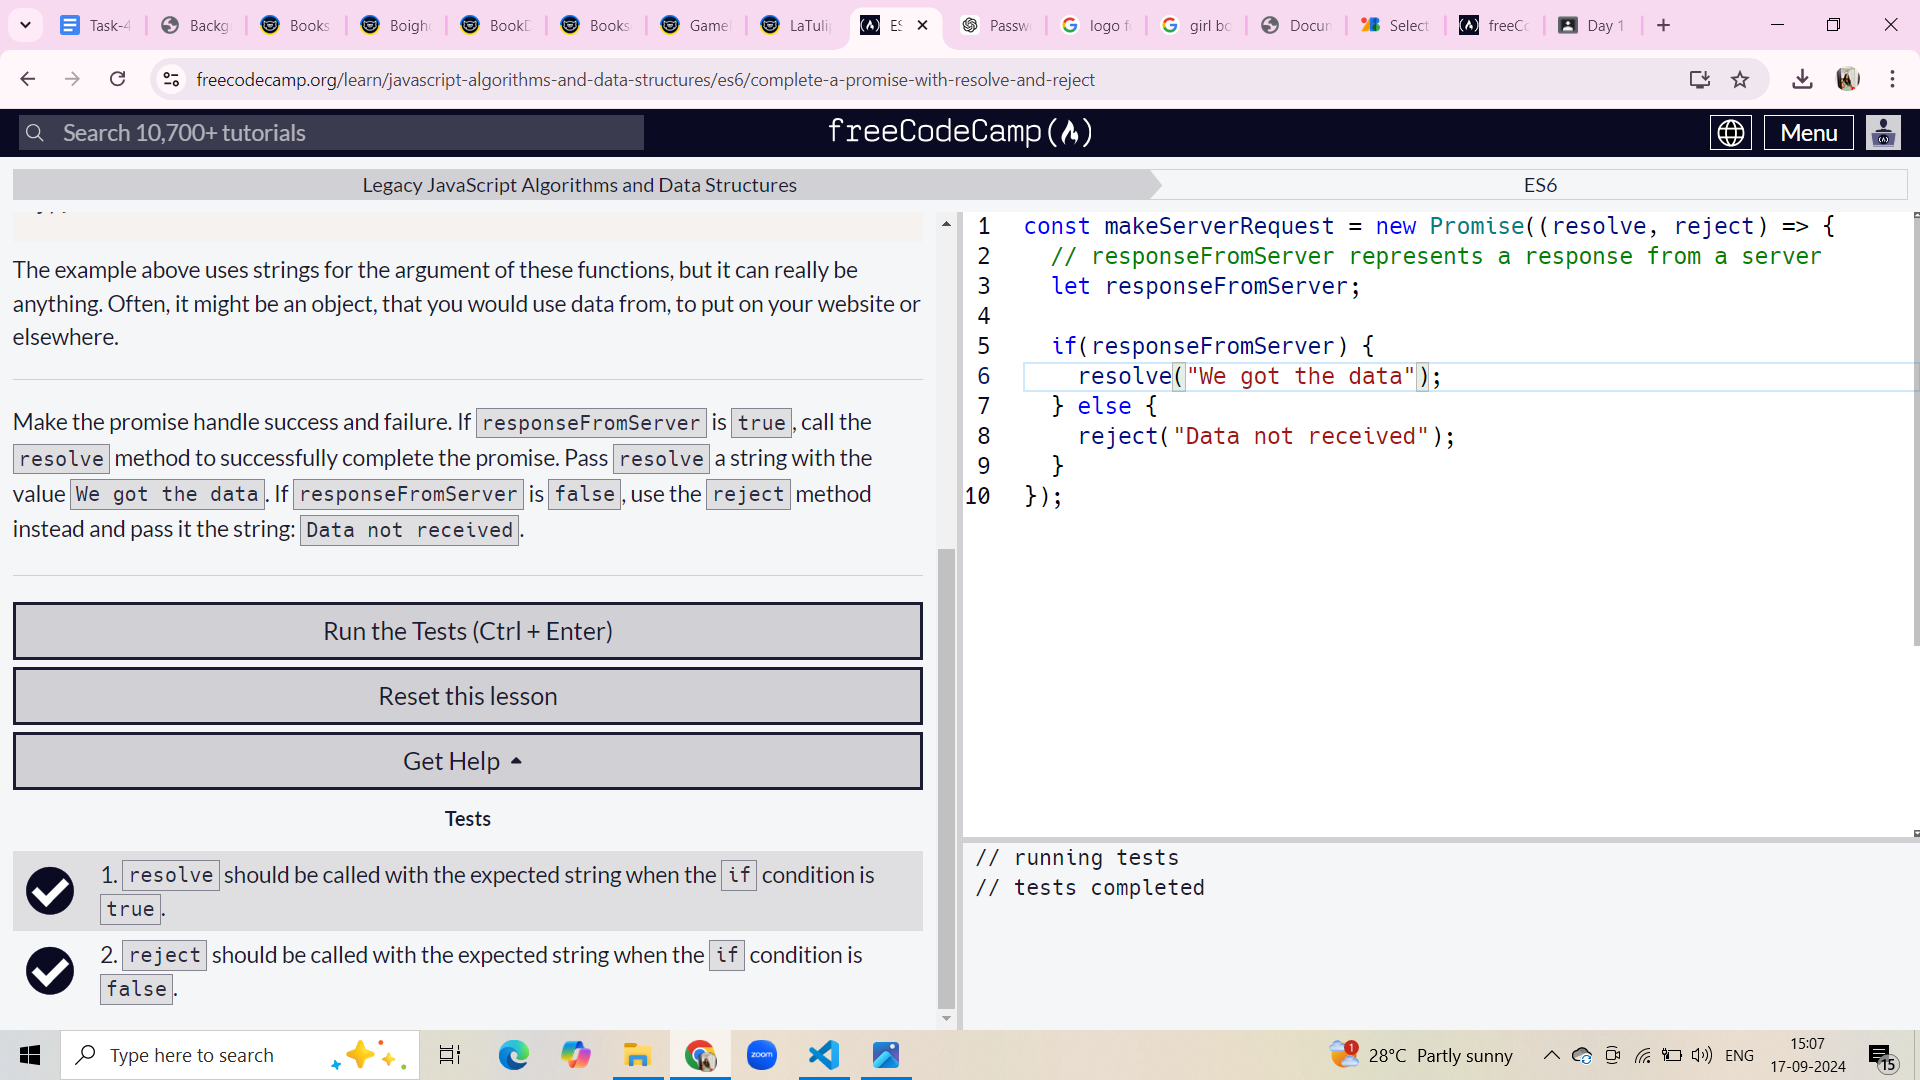 Task-4
Backg
Books
Boigh
BookD
Books
Game
LaTulip
ES
Passw
logo f
girl bo
Docun
Select
freeCo
Day 1
freecodecamp.org/learn/javascript-algorithms-and-data-structures/es6/complete-a-promise-with-resolve-and-reject
Search 10,700+ tutorials
freeCodeCamp
Menu
Legacy JavaScript Algorithms and Data Structures
ES6
The example above uses strings for the argument of these functions, but it can really be
anything. Often, it might be an object, that you would use data from, to put on your website or
elsewhere.
Make the promise handle success and failure. If responseFromServer is true, call the
resolve method to successfully complete the promise. Pass resolve a string with the
value We got the data. If responseFromServer is false, use the reject method
instead and pass it the string: Data not received.
Run the Tests (Ctrl + Enter)
Reset this lesson
Get Help
Tests
1. resolve should be called with the expected string when the if condition is
true.
2. reject should be called with the expected string when the if condition is
false.
1 const makeServerRequest = new Promise((resolve, reject) => {
2 // responseFromServer represents a response from a server
3 let responseFromServer;
4
5 if(responseFromServer) {
6 resolve("We got the data");
7 } else {
8 reject("Data not received");
9 }
10 });
// running tests
// tests completed
Type here to search
zoom
1
28°C Partly sunny
ENG
15:07
17-09-2024
15